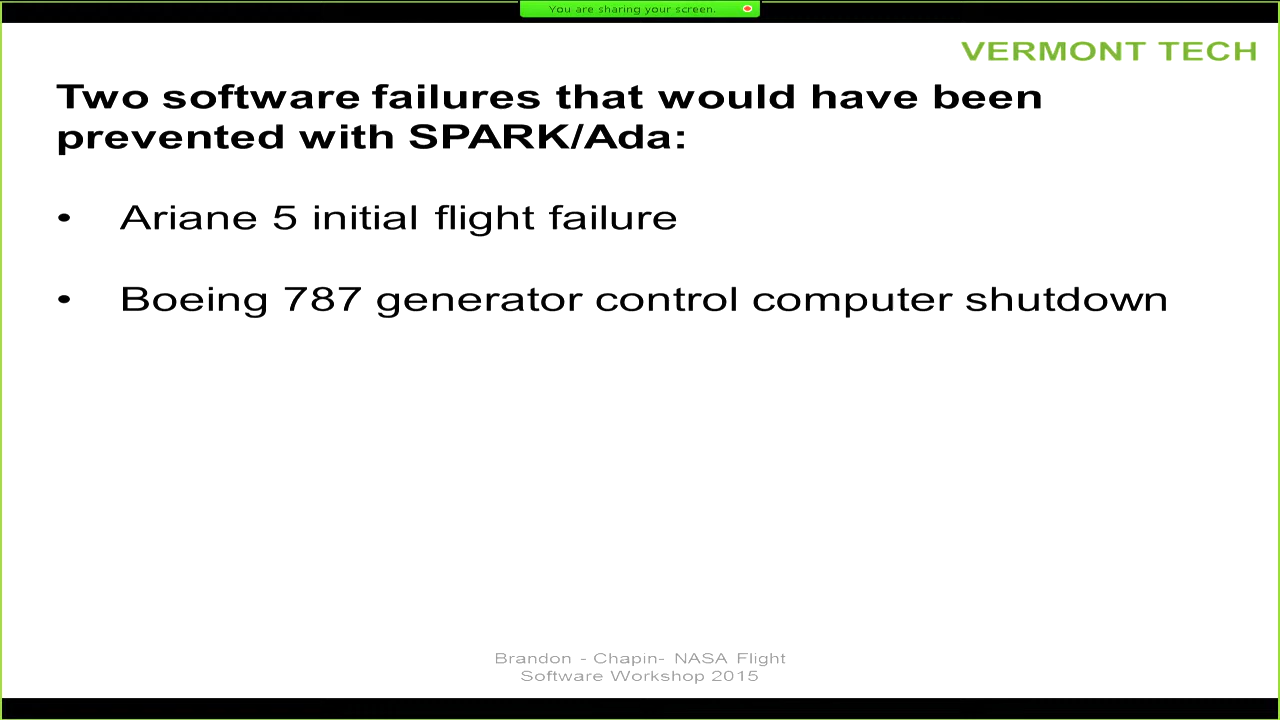 You are sharing your screen.
VERMONT TECH
Two software failures that would have been
prevented with SPARK/Ada:
• Ariane 5 initial flight failure
• Boeing 787 generator control computer shutdown
Brandon - Chapin- NASA Flight
Software Workshop 2015